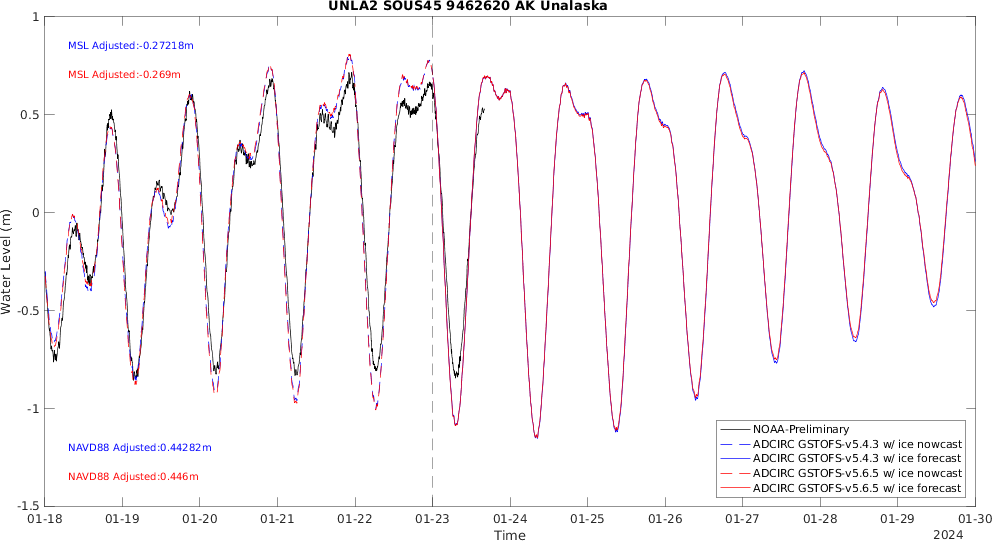 UNLA2 SOUS45 9462620 AK Unalaska
MSL Adjusted:-0.27218m
MSL Adjusted:-0.269m
NAVD88 Adjusted:0.44282m
NAVD88 Adjusted:0.446m
Water Level (m)
1
0.5
0
-0.5
-1
-1.5
NOAA-Preliminary
ADCIRC GSTOFS-v5.4.3 w/ ice nowcast
ADCIRC GSTOFS-v5.4.3 w/ ice forecast
ADCIRC GSTOFS-v5.6.5 w/ ice nowcast
ADCIRC GSTOFS-v5.6.5 w/ ice forecast
01-18 01-19 01-20 01-21 01-22 01-23 01-24 01-25 01-26 01-27 01-28 01-29 01-30
Time
2024